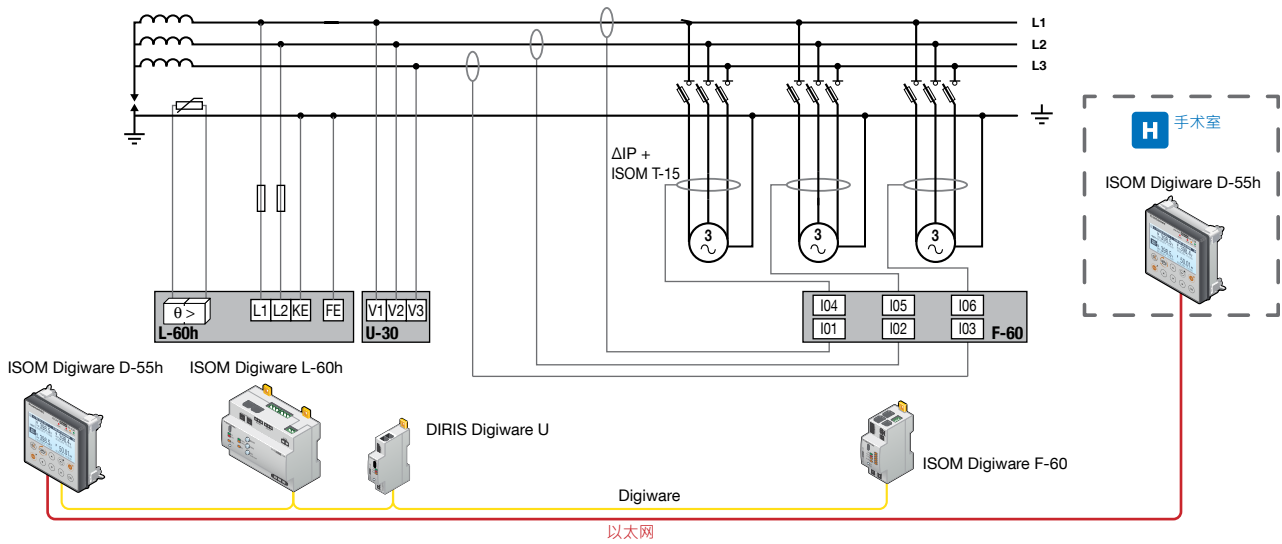 L1
L2
L3
H 手术室
ISOM Digiware D-55h
ΔIP +
ISOM T-15
3
3
3
θ >
L1 L2 KE FE
V1 V2 V3
L-60h
U-30
I04 I05 I06
I01 I02 I03
F-60
ISOM Digiware D-55h
ISOM Digiware L-60h
DIRIS Digiware U
ISOM Digiware F-60
Digiware
以太网